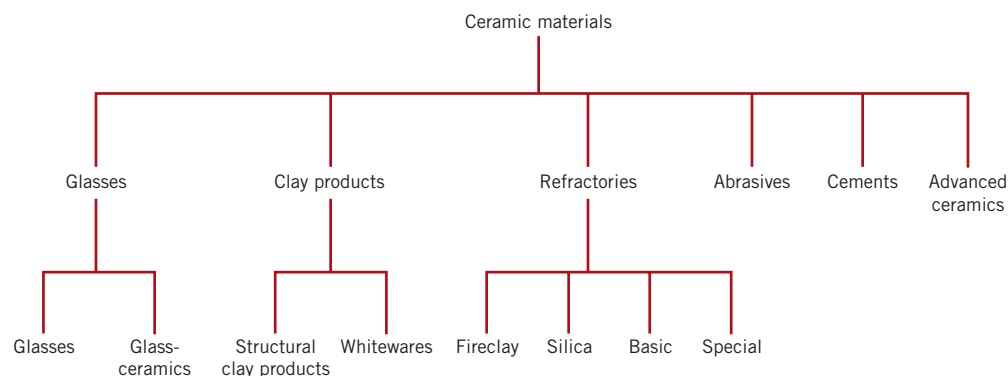 Ceramic materials
Glasses
Clay products
Refractories
Abrasives
Cements
Advanced
ceramics
Glasses
Glass-
ceramics
Structural
clay products
Whitewares
Fireclay
Silica
Basic
Special